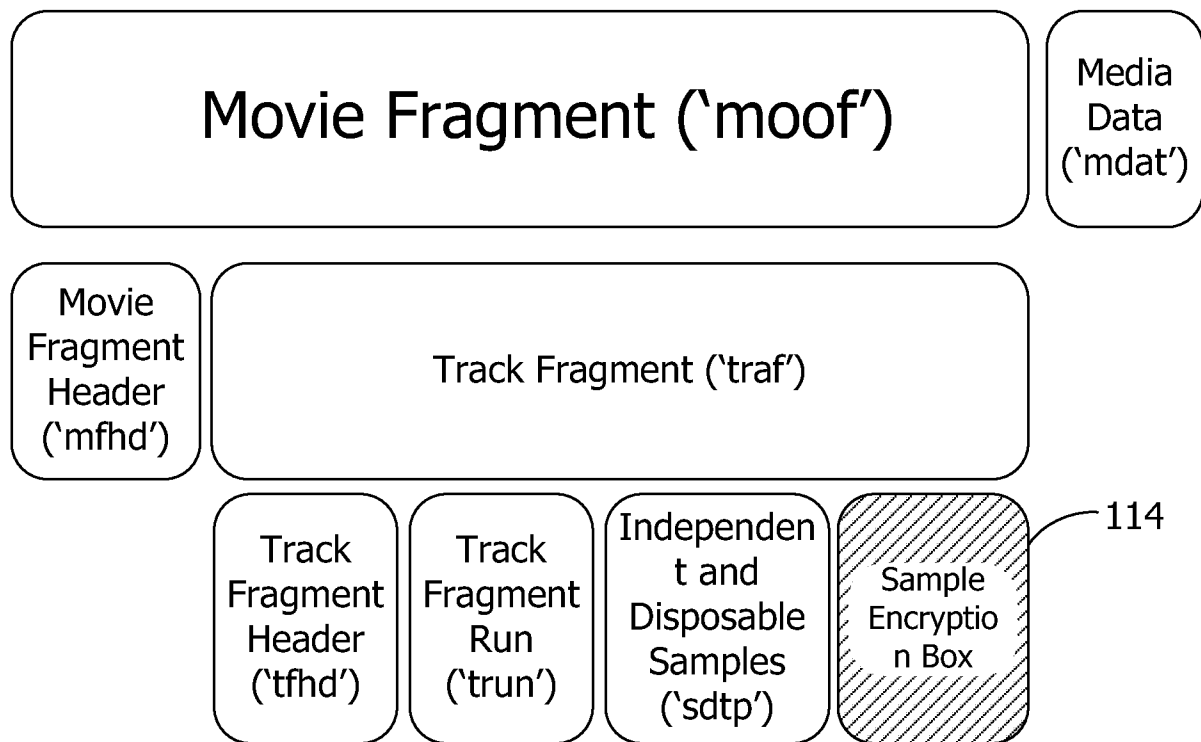 Movie Fragment (‘moof’)
Media
Data
(‘mdat’)
Movie
Fragment
Header
(‘mfhd’)
Track Fragment (‘traf’)
Track
Fragment
Header
(‘tfhd’)
Track
Fragment
Run
(‘trun’)
Independen
t and
Disposable
Samples
(‘sdtp’)
Sample
Encryptio
n Box
114